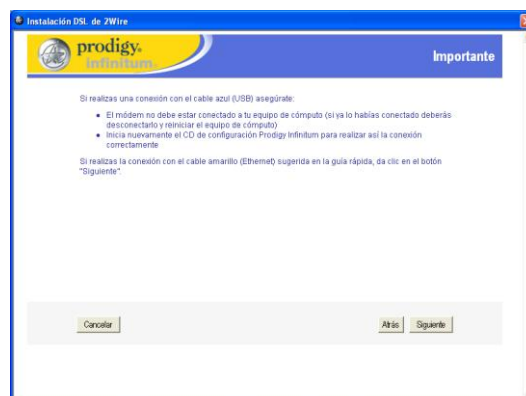 Instalación DSL de 2Wire
prodigy.
infinitum.
Importante
Si realizas una conexión con el cable azul (USB) asegúrate:
El módem no debe estar conectado a tu equipo de cómputo (si ya lo habías conectado deberás
desconectarlo y reiniciar el equipo de cómputo)
Inicia nuevamente el CD de configuración Prodigy Infinitum para realizar así la conexión
correctamente
Si realizas la conexión con el cable amarillo (Ethernet) sugerida en la guía rápida, da clic en el botón
"Siguiente".
Cancelar
Atrás
Siguiente